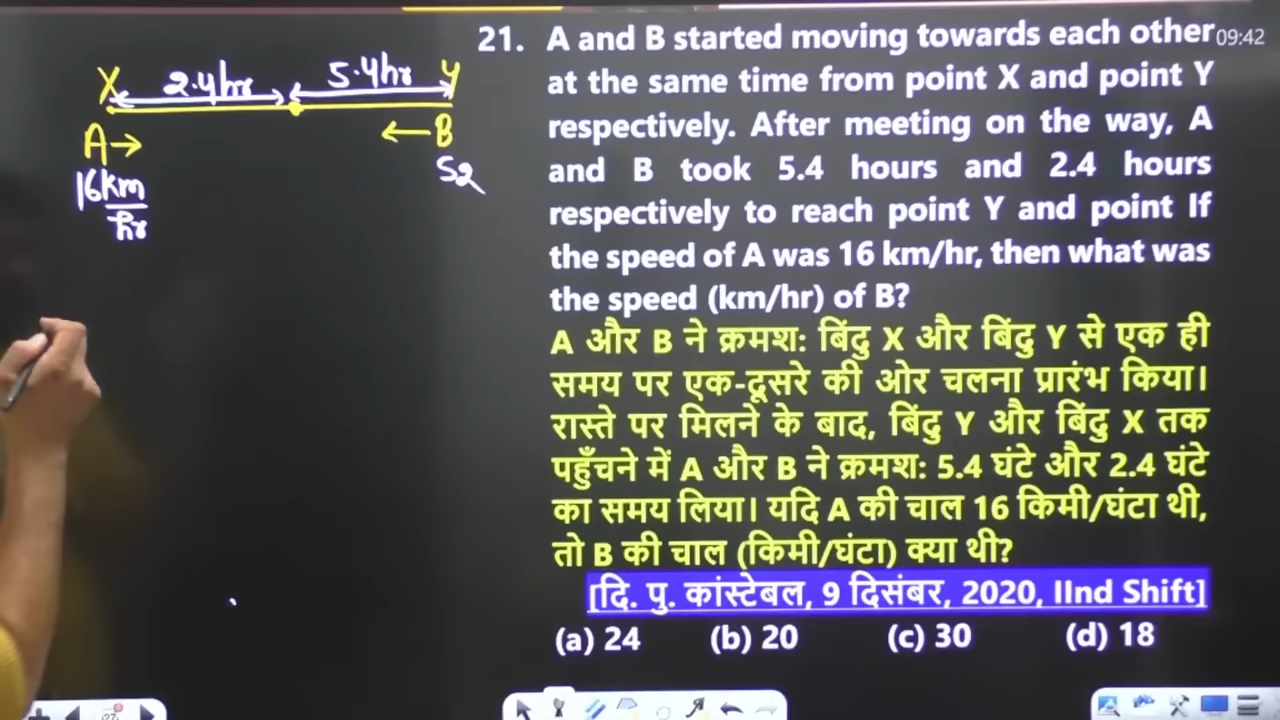 X 2.4hr 5.4hr Y
A→ ←B
16km/hr S2
21. A and B started moving towards each other
09:42
at the same time from point X and point Y
respectively. After meeting on the way, A
and B took 5.4 hours and 2.4 hours
respectively to reach point Y and point If
the speed of A was 16 km/hr, then what was
the speed (km/hr) of B?
A और B ने क्रमश: बिंदु X और बिंदु Y से एक ही
समय पर एक-दूसरे की ओर चलना प्रारंभ किया।
रास्ते पर मिलने के बाद, बिंदु Y और बिंदु X तक
पहुँचने में A और B ने क्रमश: 5.4 घंटे और 2.4 घंटे
का समय लिया। यदि A की चाल 16 किमी/घंटा थी,
तो B की चाल (किमी/घंटा) क्या थी?
[दि. पु. कांस्टेबल, 9 दिसंबर, 2020, IInd Shift]
(a) 24 (b) 20 (c) 30 (d) 18